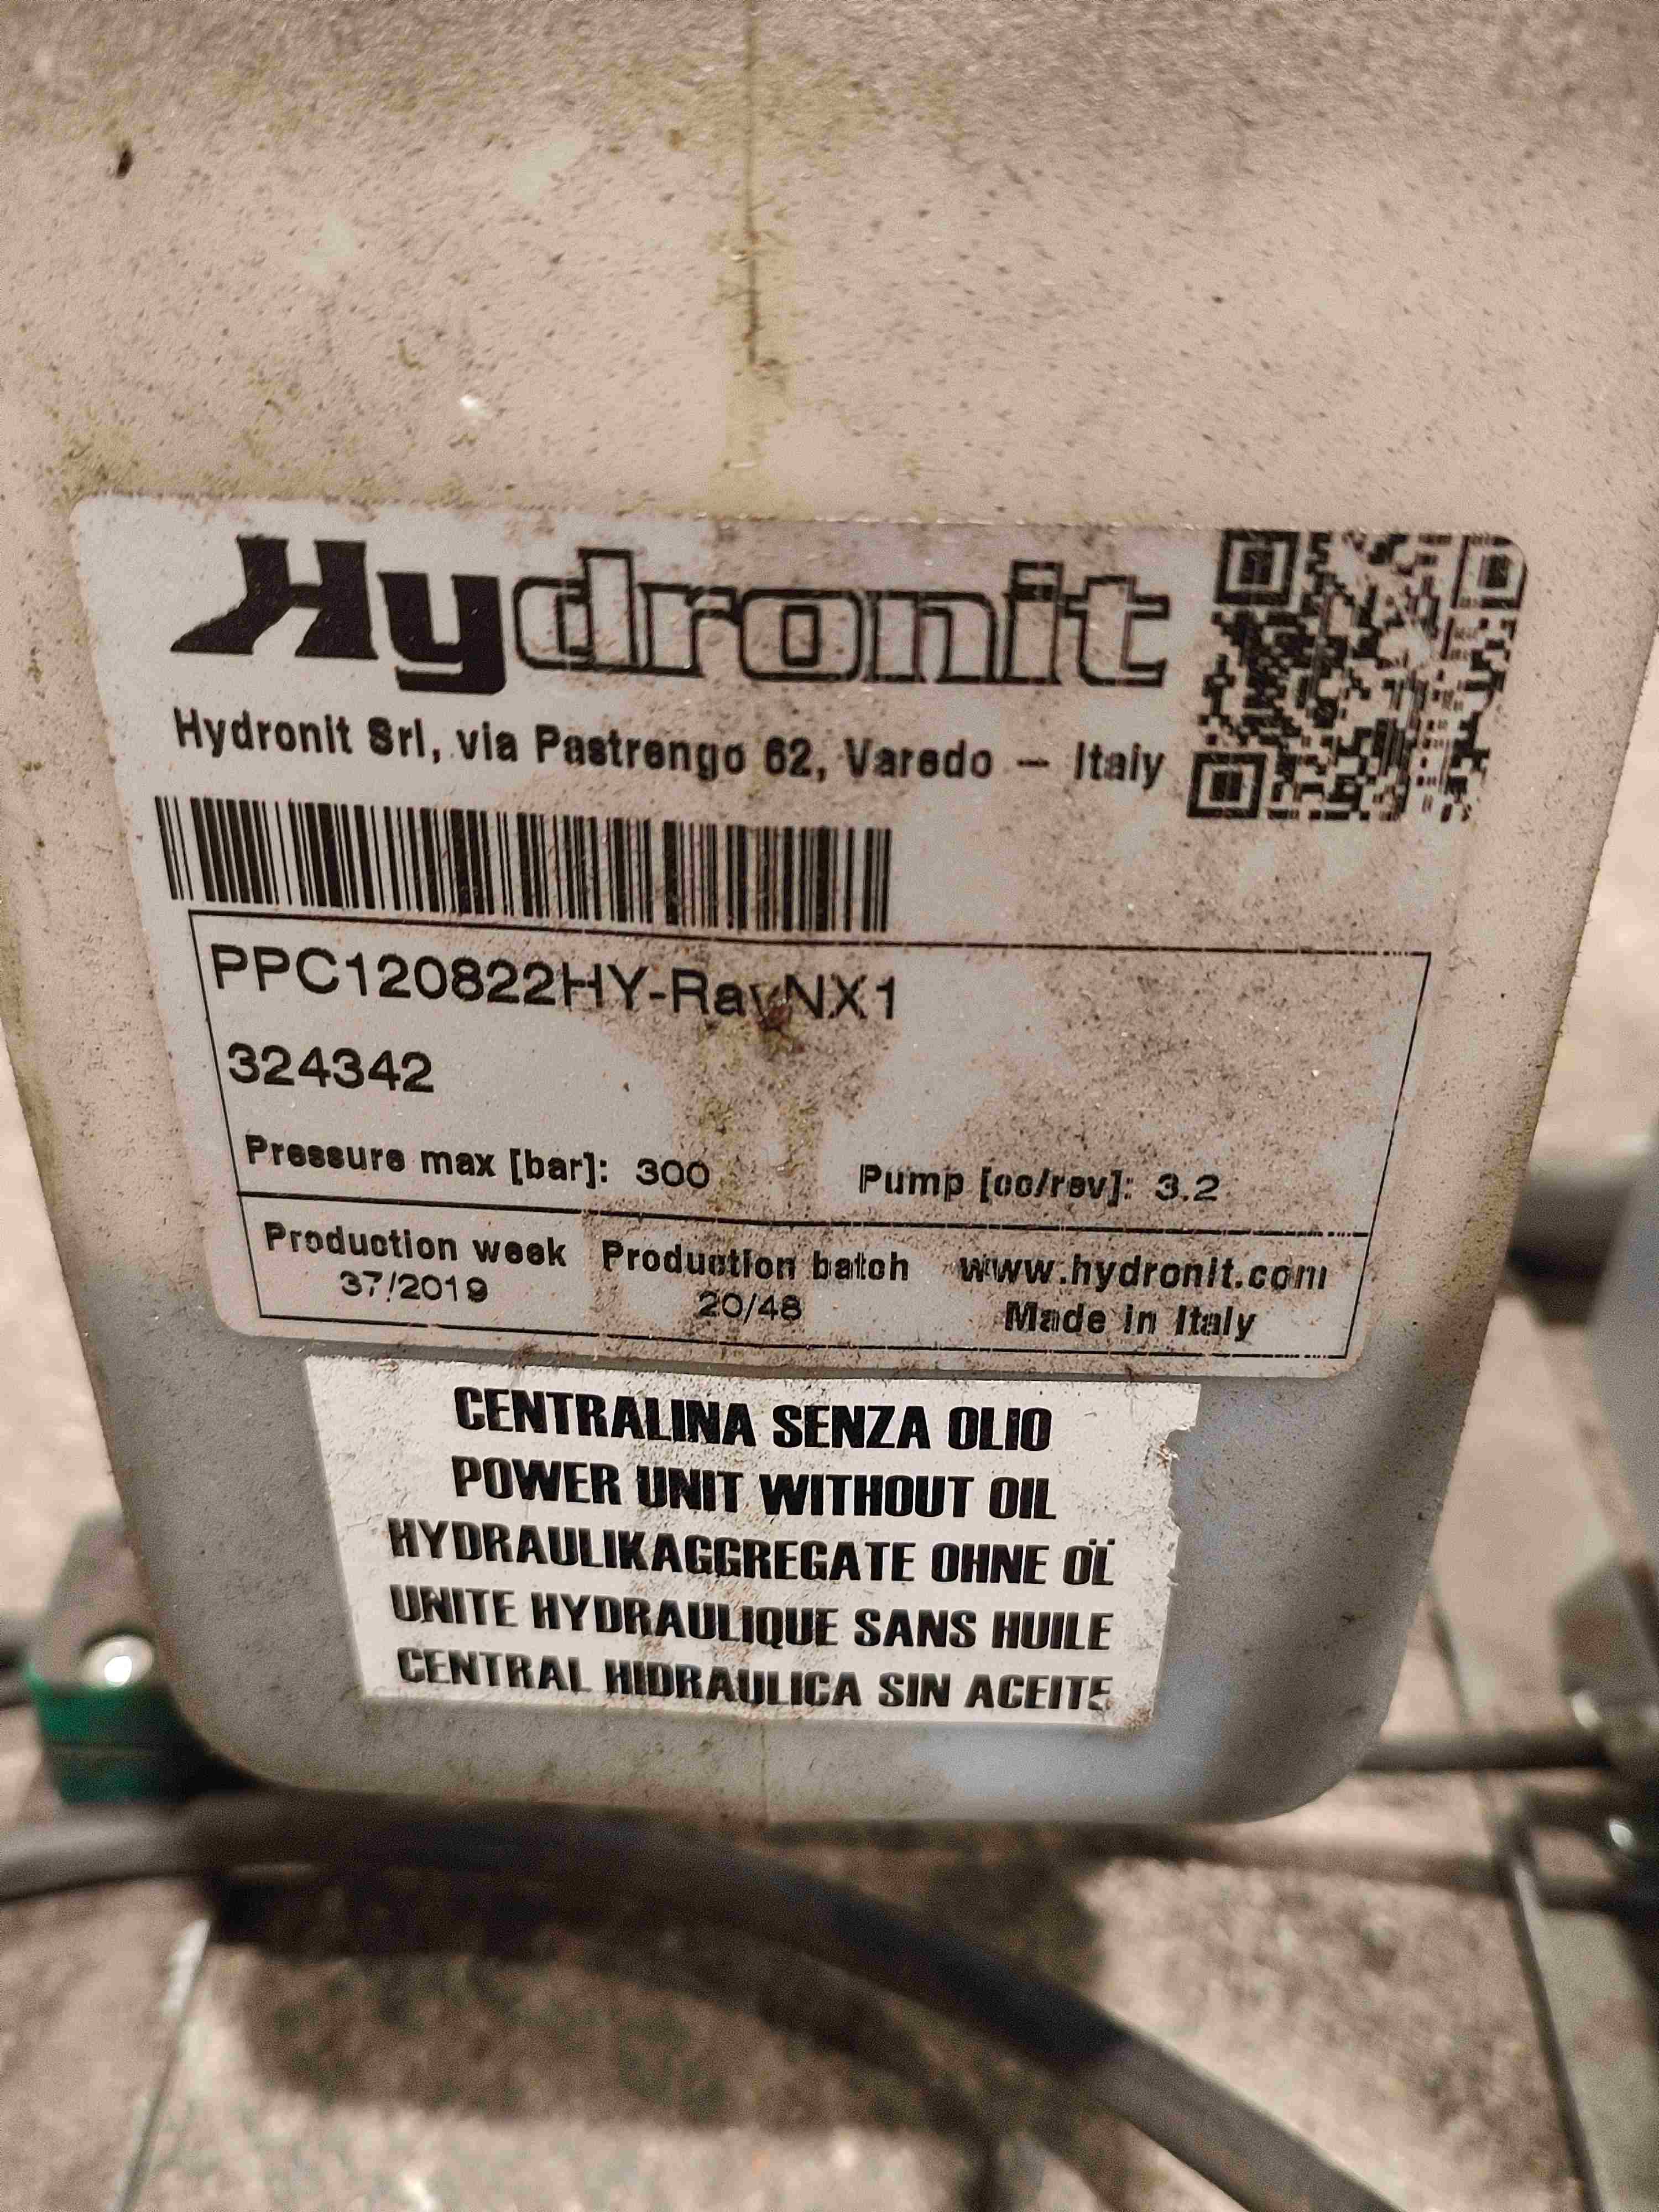 Hydronit
Hydronit Srl, via Pastrengo 62, Varedo – Italy
PPC120822HY-RavNX1
324342
Pressure max [bar]: 300 Pump [cc/rev]: 3.2
Production week Production batch www.hydronit.com
37/2019 20/48 Made in Italy
CENTRALINA SENZA OLIO
POWER UNIT WITHOUT OIL
HYDRAULIKAGGREGATE OHNE ÖL
UNITE HYDRAULIQUE SANS HUILE
CENTRAL HIDRAULICA SIN ACEITE